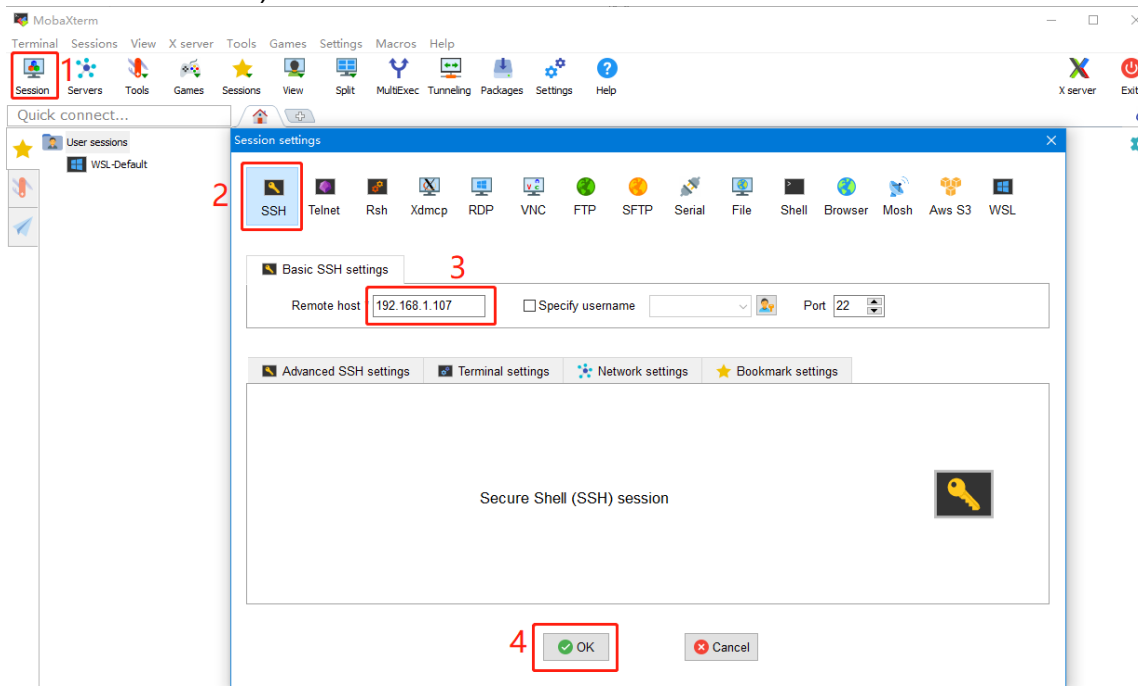 MobaXterm
Terminal Sessions View X server Tools Games Settings Macros Help
1
Session Servers Tools Games Sessions View Split MultiExec Tunneling Packages Settings Help X server Exit
Quick connect...
User sessions
WSL-Default
Session settings
2
SSH Telnet Rsh Xdmcp RDP VNC FTP SFTP Serial File Shell Browser Mosh Aws S3 WSL
Basic SSH settings
3
Remote host * 192.168.1.107 Specify username Port 22
Advanced SSH settings Terminal settings Network settings Bookmark settings
Secure Shell (SSH) session
4
OK Cancel